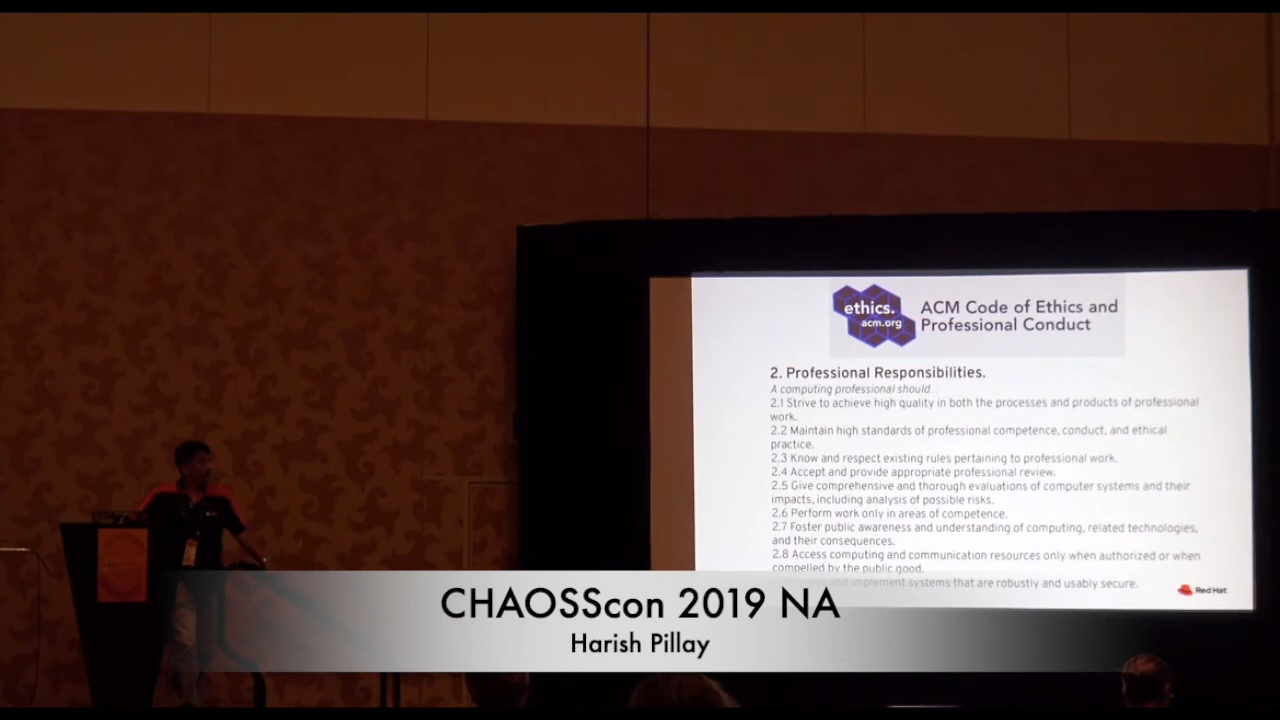 ethics.
acm.org
ACM Code of Ethics and
Professional Conduct
2. Professional Responsibilities.
A computing professional should
2.1 Strive to achieve high quality in both the processes and products of professional
work.
2.2 Maintain high standards of professional competence, conduct, and ethical
practice.
2.3 Know and respect existing rules pertaining to professional work.
2.4 Accept and provide appropriate professional review.
2.5 Give comprehensive and thorough evaluations of computer systems and their
impacts, including analysis of possible risks.
2.6 Perform work only in areas of competence.
2.7 Foster public awareness and understanding of computing, related technologies,
and their consequences.
2.8 Access computing and communication resources only when authorized or when
compelled by the public good.
implement systems that are robustly and usably secure.
Red Hat
CHAOSScon 2019 NA
Harish Pillay